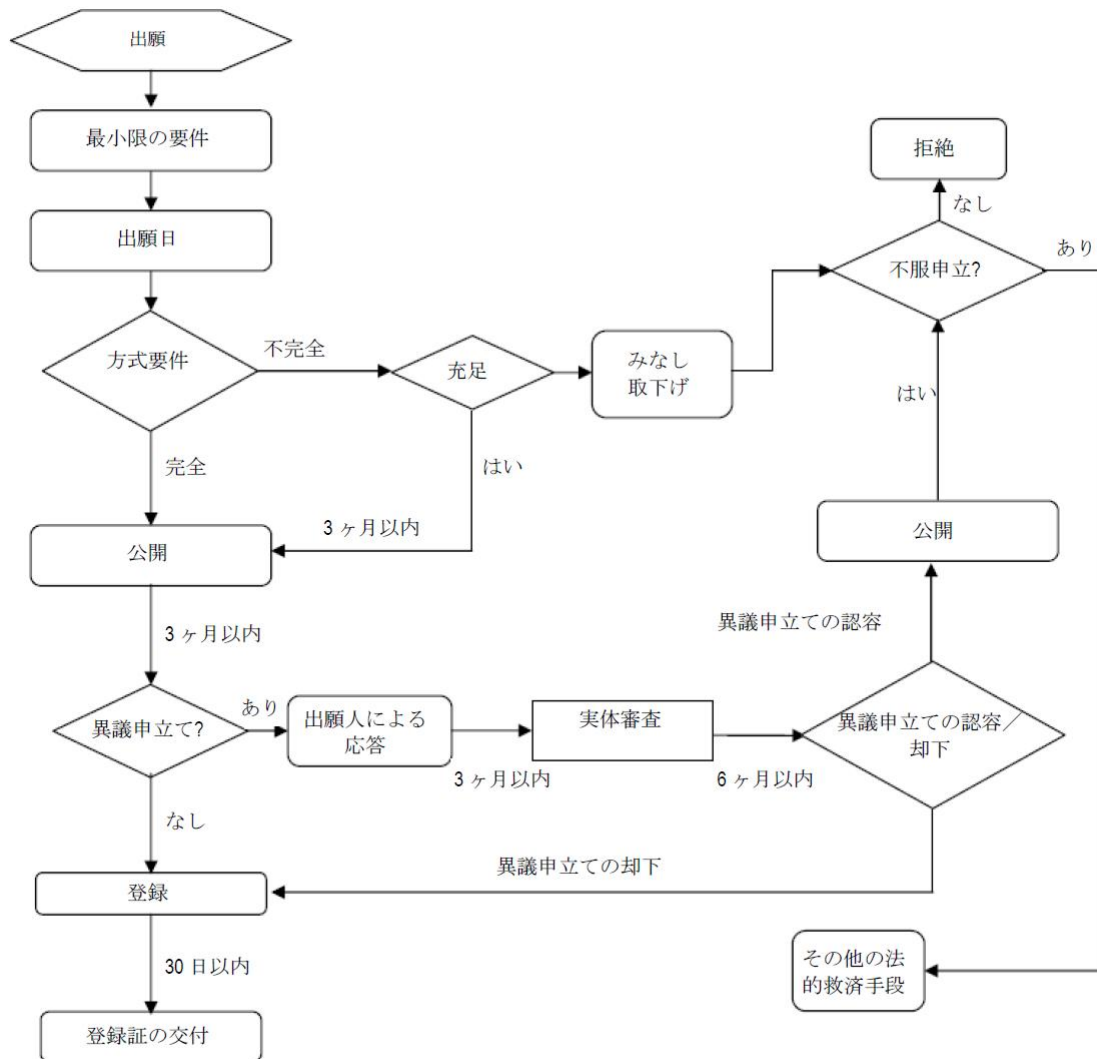 出願
最小限の要件
出願日
方式要件
不完全
充足
みなし
取下げ
拒絶
なし
不服申立?
あり
はい
公開
完全
はい
3ヶ月以内
公開
3ヶ月以内
異議申立ての認容
異議申立て?
あり
出願人による
応答
3ヶ月以内
実体審査
6ヶ月以内
異議申立ての認容／
却下
なし
異議申立ての却下
登録
30日以内
登録証の交付
その他の法
的救済手段